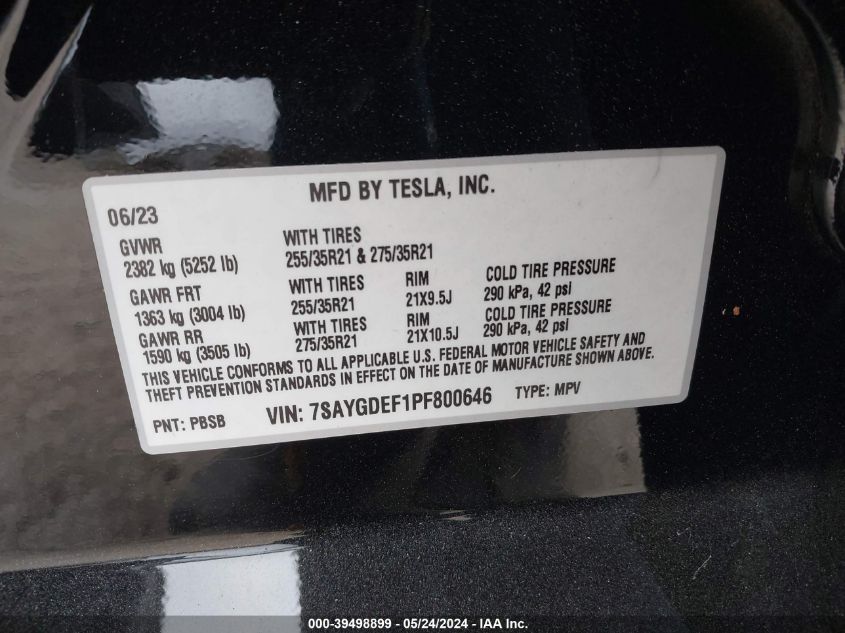 MFD BY TESLA, INC.
06/23
GVWR WITH TIRES
2382 kg (5252 lb) 255/35R21 & 275/35R21
GAWR FRT WITH TIRES RIM COLD TIRE PRESSURE
1363 kg (3004 lb) 255/35R21 21X9.5J 290 kPa, 42 psi
GAWR RR WITH TIRES RIM COLD TIRE PRESSURE
1590 kg (3505 lb) 275/35R21 21X10.5J 290 kPa, 42 psi
THIS VEHICLE CONFORMS TO ALL APPLICABLE U.S. FEDERAL MOTOR VEHICLE SAFETY AND
THEFT PREVENTION STANDARDS IN EFFECT ON THE DATE OF MANUFACTURE SHOWN ABOVE.
PNT: PBSB VIN: 7SAYGDEF1PF800646 TYPE: MPV
000-39498899 - 05/24/2024 - IAA Inc.